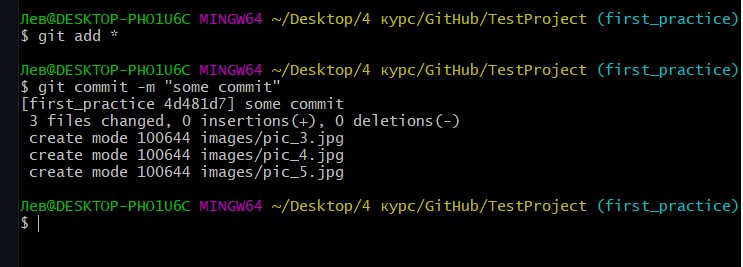 Лев@DESKTOP-PHO1U6C MINGW64 ~/Desktop/4 курс/GitHub/TestProject (first_practice)
$ git add *
Лев@DESKTOP-PHO1U6C MINGW64 ~/Desktop/4 курс/GitHub/TestProject (first_practice)
$ git commit -m "some commit"
[first_practice 4d481d7] some commit
 3 files changed, 0 insertions(+), 0 deletions(-)
 create mode 100644 images/pic_3.jpg
 create mode 100644 images/pic_4.jpg
 create mode 100644 images/pic_5.jpg
Лев@DESKTOP-PHO1U6C MINGW64 ~/Desktop/4 курс/GitHub/TestProject (first_practice)
$